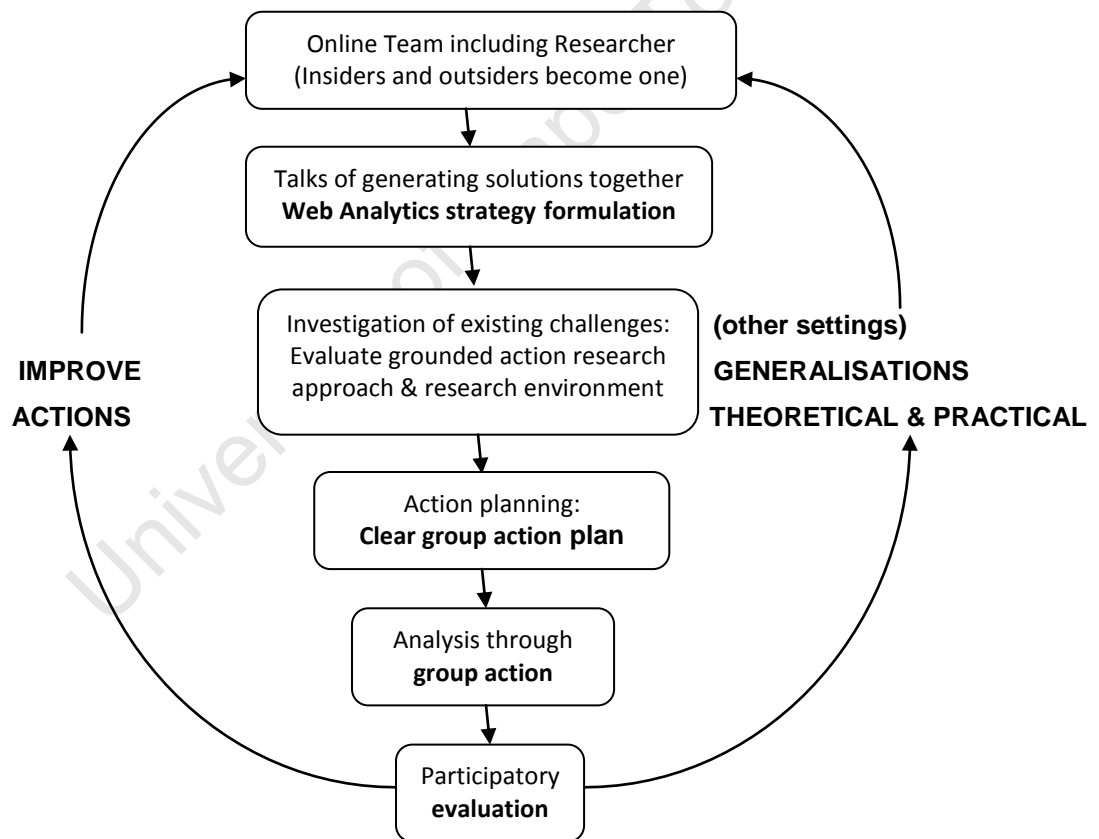 Online Team including Researcher
(Insiders and outsiders become one)
Talks of generating solutions together
Web Analytics strategy formulation
Investigation of existing challenges:
Evaluate grounded action research
approach & research environment
(other settings)
IMPROVE
ACTIONS
GENERALISATIONS
THEORETICAL & PRACTICAL
Action planning:
Clear group action plan
Analysis through
group action
Participatory
evaluation